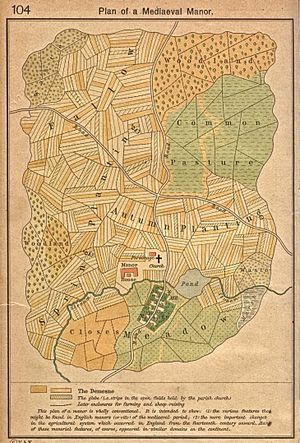 104
Plan of a Mediaeval Manor.
Woodland
Fallow
Common
Pasture
Road
Spring Planting
Autumn Planting
Woodland
Parsonage
Church
Manor
House
Pond
Waste
Mill
Closes
Meadow
The Demesne
The glebe (i.e. strips in the open fields held by the parish church)
Later enclosures for farming and sheep raising
This plan of a manor is wholly conventional. It is intended to show: (1) the various features that
might be found in English manors (or vills) of the mediaeval period; (2) the more important changes
in the agricultural system which occurred in England from the fourteenth century onward. Many
of these manorial features, of course, appeared in similar domains on the continent.